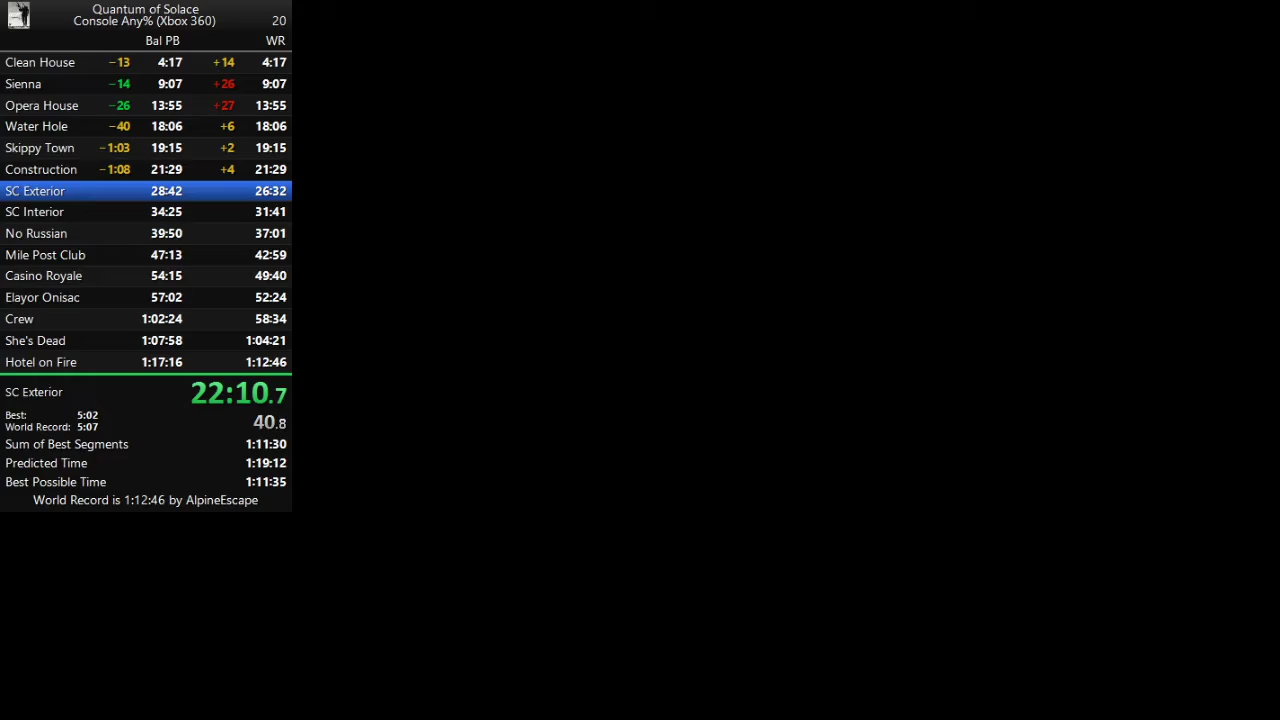 Quantum of Solace
Console Any% (Xbox 360) 20
Bal PB WR
Clean House −13 4:17 +14 4:17
Sienna −14 9:07 +26 9:07
Opera House −26 13:55 +27 13:55
Water Hole −40 18:06 +6 18:06
Skippy Town −1:03 19:15 +2 19:15
Construction −1:08 21:29 +4 21:29
SC Exterior 28:42 26:32
SC Interior 34:25 31:41
No Russian 39:50 37:01
Mile Post Club 47:13 42:59
Casino Royale 54:15 49:40
Elayor Onisac 57:02 52:24
Crew 1:02:24 58:34
She's Dead 1:07:58 1:04:21
Hotel on Fire 1:17:16 1:12:46
SC Exterior 22:10.7
Best: 5:02
World Record: 5:07 40.8
Sum of Best Segments 1:11:30
Predicted Time 1:19:12
Best Possible Time 1:11:35
World Record is 1:12:46 by AlpineEscape